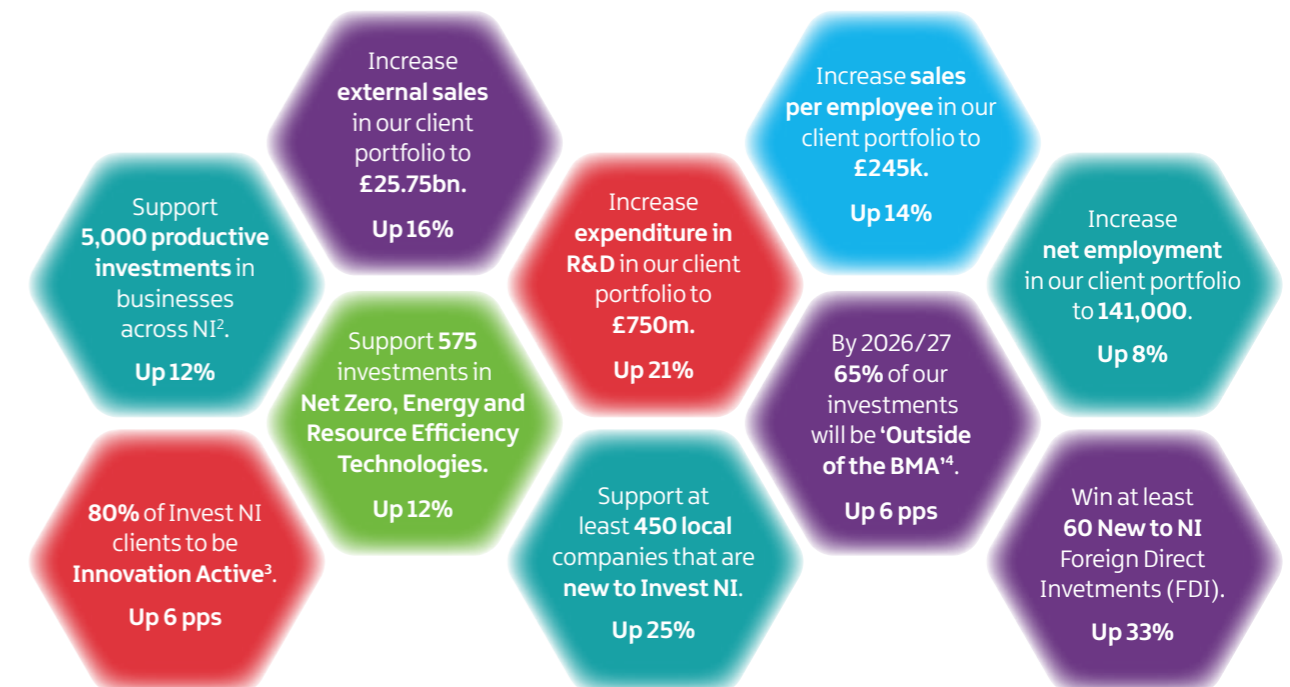 Increase
external sales
in our client
portfolio to
£25.75bn.
Up 16%
Increase sales
per employee in our
client portfolio to
£245k.
Up 14%
Support
5,000 productive
investments in
businesses
across NI².
Up 12%
Increase
expenditure in
R&D in our client
portfolio to
£750m.
Up 21%
Increase
net employment
in our client portfolio
to 141,000.
Up 8%
Support 575
investments in
Net Zero, Energy and
Resource Efficiency
Technologies.
Up 12%
By 2026/27
65% of our
investments
will be ‘Outside
of the BMA’⁴.
Up 6 pps
80% of Invest NI
clients to be
Innovation Active³.
Up 6 pps
Support at
least 450 local
companies that are
new to Invest NI.
Up 25%
Win at least
60 New to NI
Foreign Direct
Invetments (FDI).
Up 33%